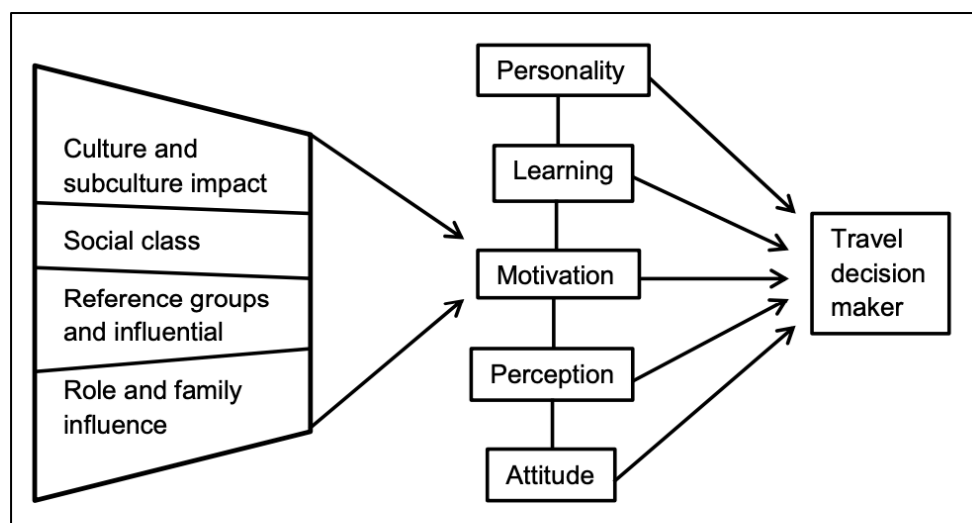 Culture and
subculture impact
Social class
Reference groups
and influential
Role and family
influence
Personality
Learning
Motivation
Perception
Attitude
Travel
decision
maker